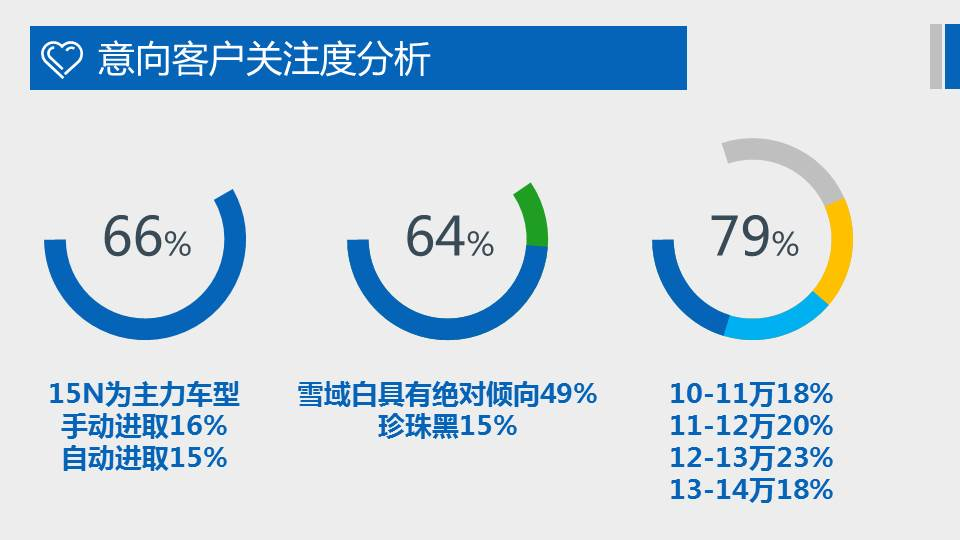 意向客户关注度分析
66%
64%
79%
15N为主力车型
手动进取16%
自动进取15%
雪域白具有绝对倾向49%
珍珠黑15%
10-11万18%
11-12万20%
12-13万23%
13-14万18%